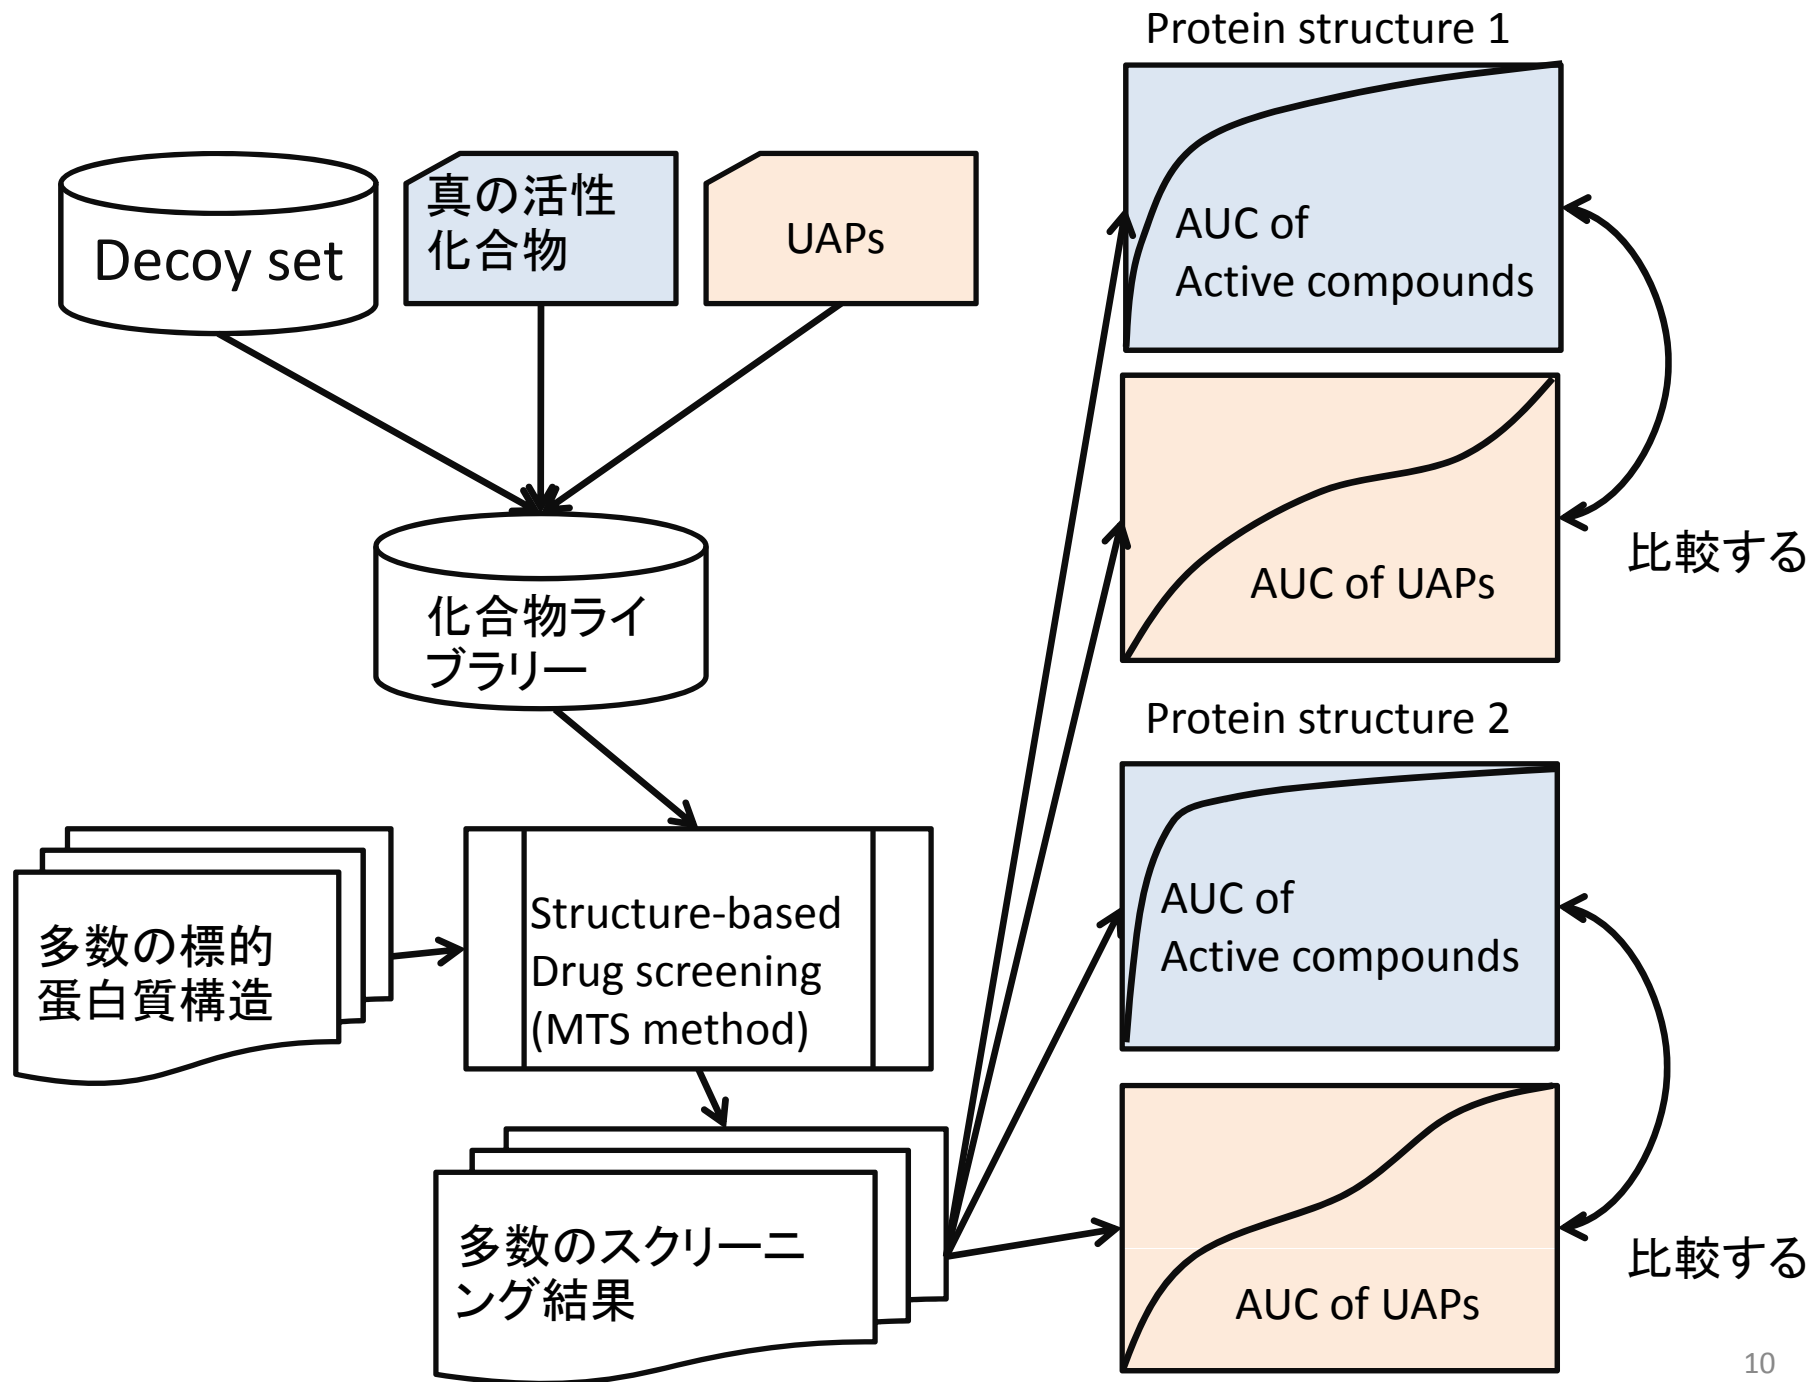 Decoy set
真の活性
化合物
UAPs
化合物ライ
ブラリー
多数の標的
蛋白質構造
Structure-based
Drug screening
(MTS method)
多数のスクリーニ
ング結果
Protein structure 1
AUC of
Active compounds
AUC of UAPs
比較する
Protein structure 2
AUC of
Active compounds
AUC of UAPs
比較する
10